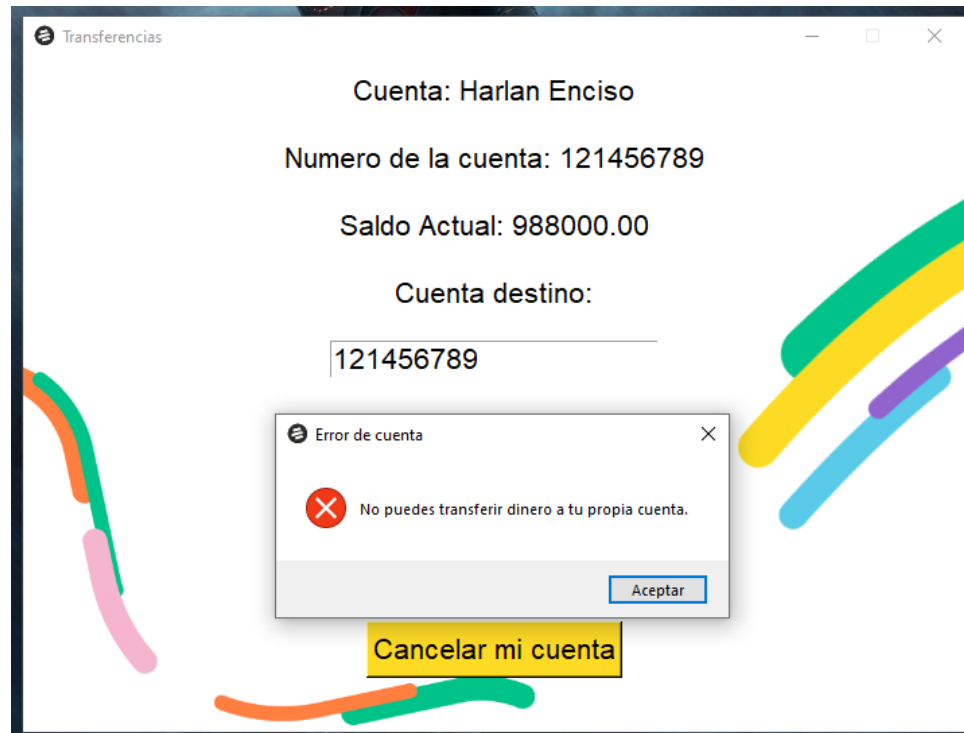 Transferencias
Cuenta: Harlan Enciso
Numero de la cuenta: 121456789
Saldo Actual: 988000.00
Cuenta destino:
121456789
Error de cuenta
No puedes transferir dinero a tu propia cuenta.
Aceptar
Cancelar mi cuenta